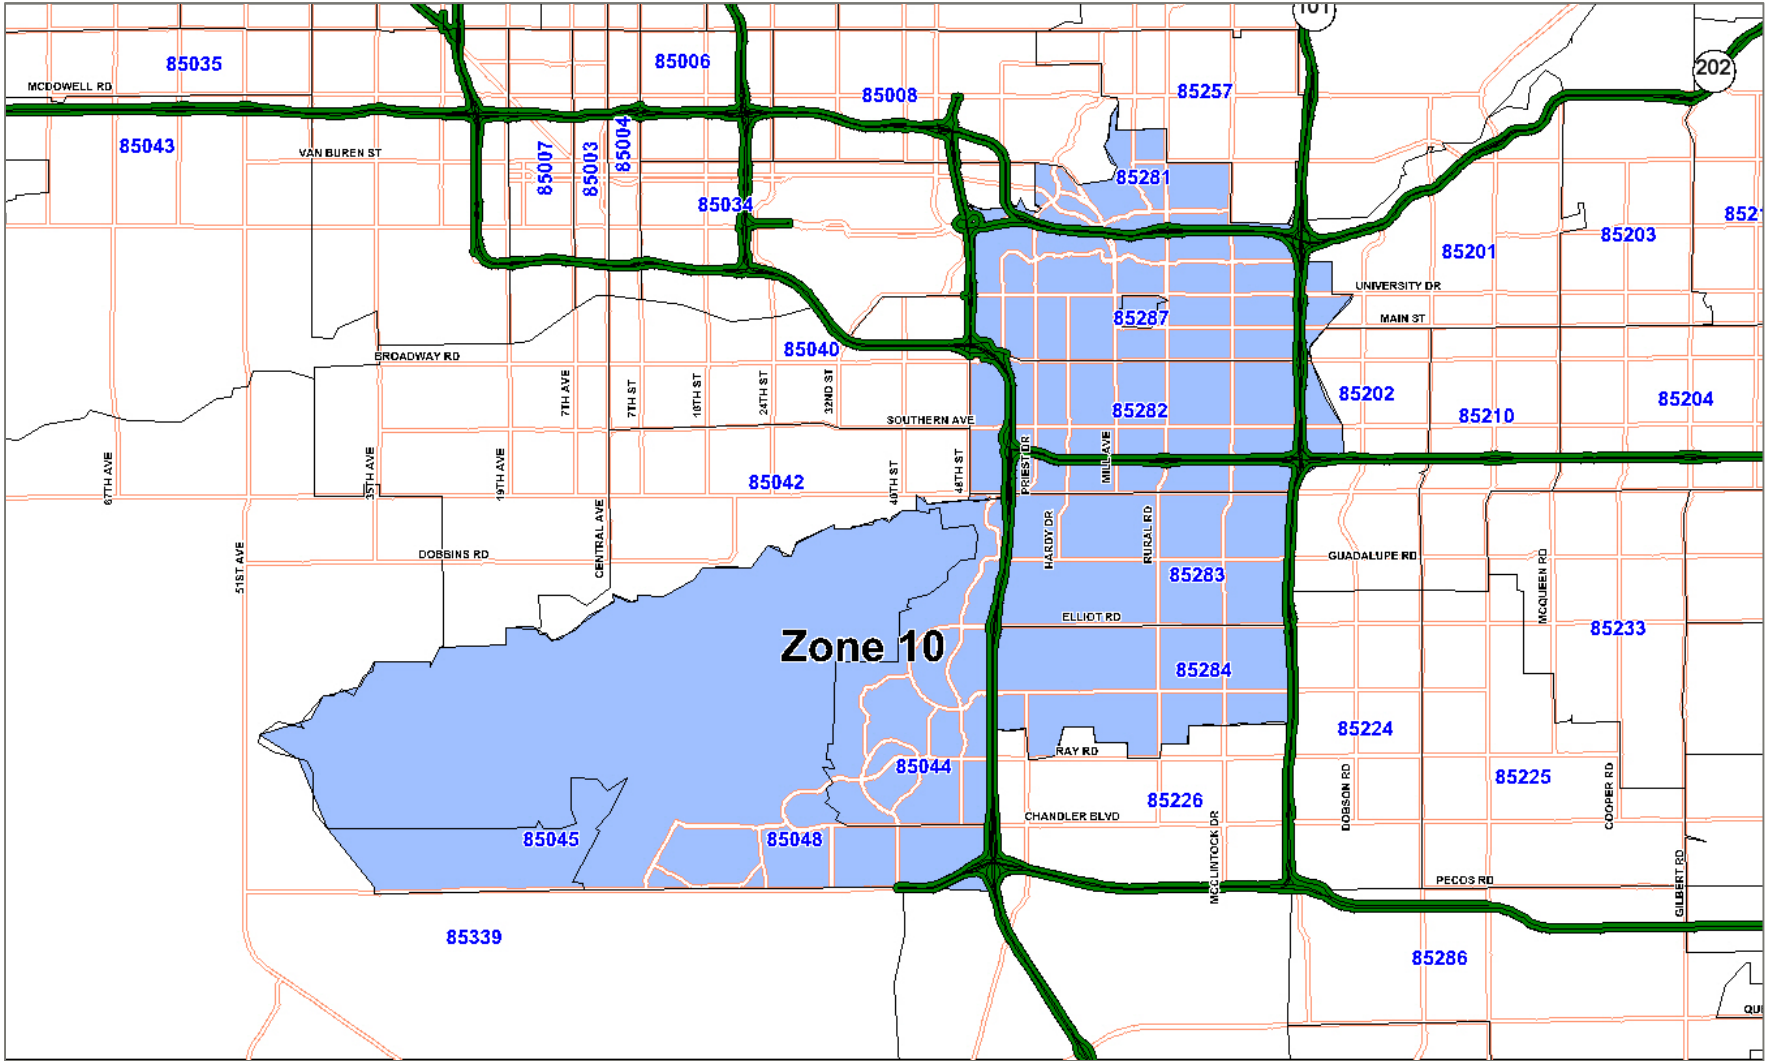 101
85035
85006
202
MCDOWELL RD
85008
85257
85043
VAN BUREN ST
85007
85003
85004
85281
85034
85203
85201
UNIVERSITY DR
85287
MAIN ST
BROADWAY RD
85040
7TH AVE
7TH ST
16TH ST
24TH ST
32ND ST
85202
85204
85282
85210
SOUTHERN AVE
67TH AVE
35TH AVE
19TH AVE
85042
40TH ST
48TH ST
PRIEST DR
MILL AVE
CENTRAL AVE
HARDY DR
RURAL RD
51ST AVE
DOBBINS RD
GUADALUPE RD
MCQUEEN RD
85283
ELLIOT RD
85233
Zone 10
85284
85224
RAY RD
85044
85225
85226
DOBSON RD
COOPER RD
CHANDLER BLVD
MCCLINTOCK DR
85045
85048
GILBERT RD
PECOS RD
85339
85286